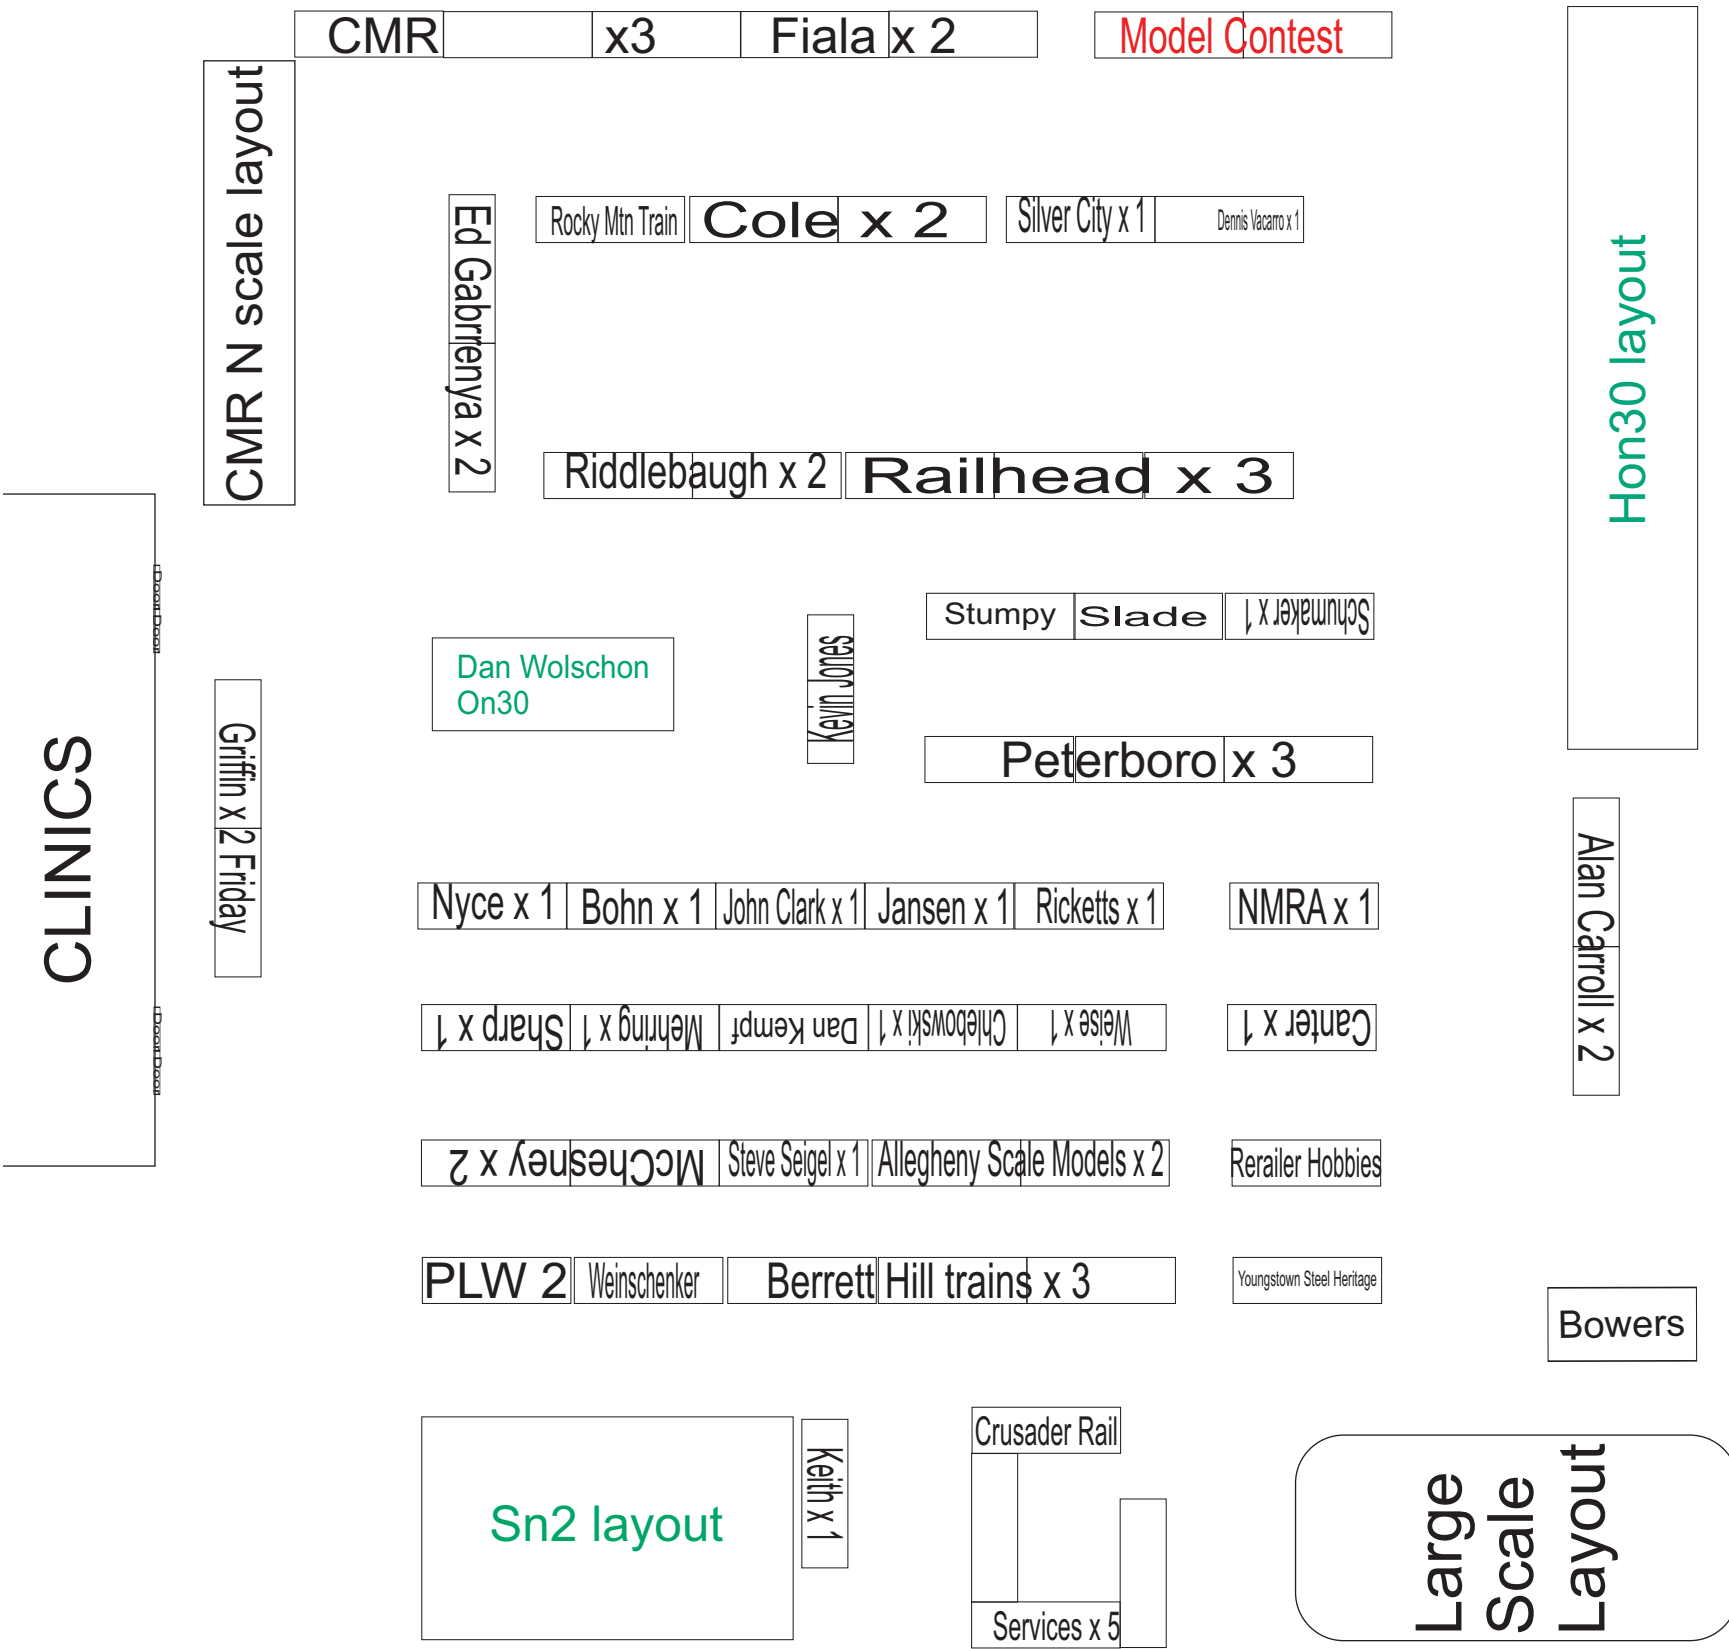 CMR x3
Fiala x 2
Model Contest
CMR N scale layout
Ed Gabrrenya x 2
Rocky Mtn Train
Cole x 2
Silver City x 1
Dennis Vacarro x 1
Hon30 layout
Riddlebaugh x 2
Railhead x 3
Door Door
Stumpy
Slade
Schumaker x 1
Dan Wolschon
On30
Kevin Jones
CLINICS
Griffin x 2 Friday
Peterboro x 3
Alan Carroll x 2
Nyce x 1
Bohn x 1
John Clark x 1
Jansen x 1
Ricketts x 1
NMRA x 1
Door Door
Sharp x 1
Mehring x 1
Dan Kempf
Chlebowski x 1
Weise x 1
Canter x 1
McChesney x 2
Steve Seigel x 1
Allegheny Scale Models x 2
Rerailer Hobbies
PLW 2
Weinschenker
Berrett Hill trains x 3
Youngstown Steel Heritage
Bowers
Sn2 layout
Keith x 1
Crusader Rail
Services x 5
Large
Scale
Layout